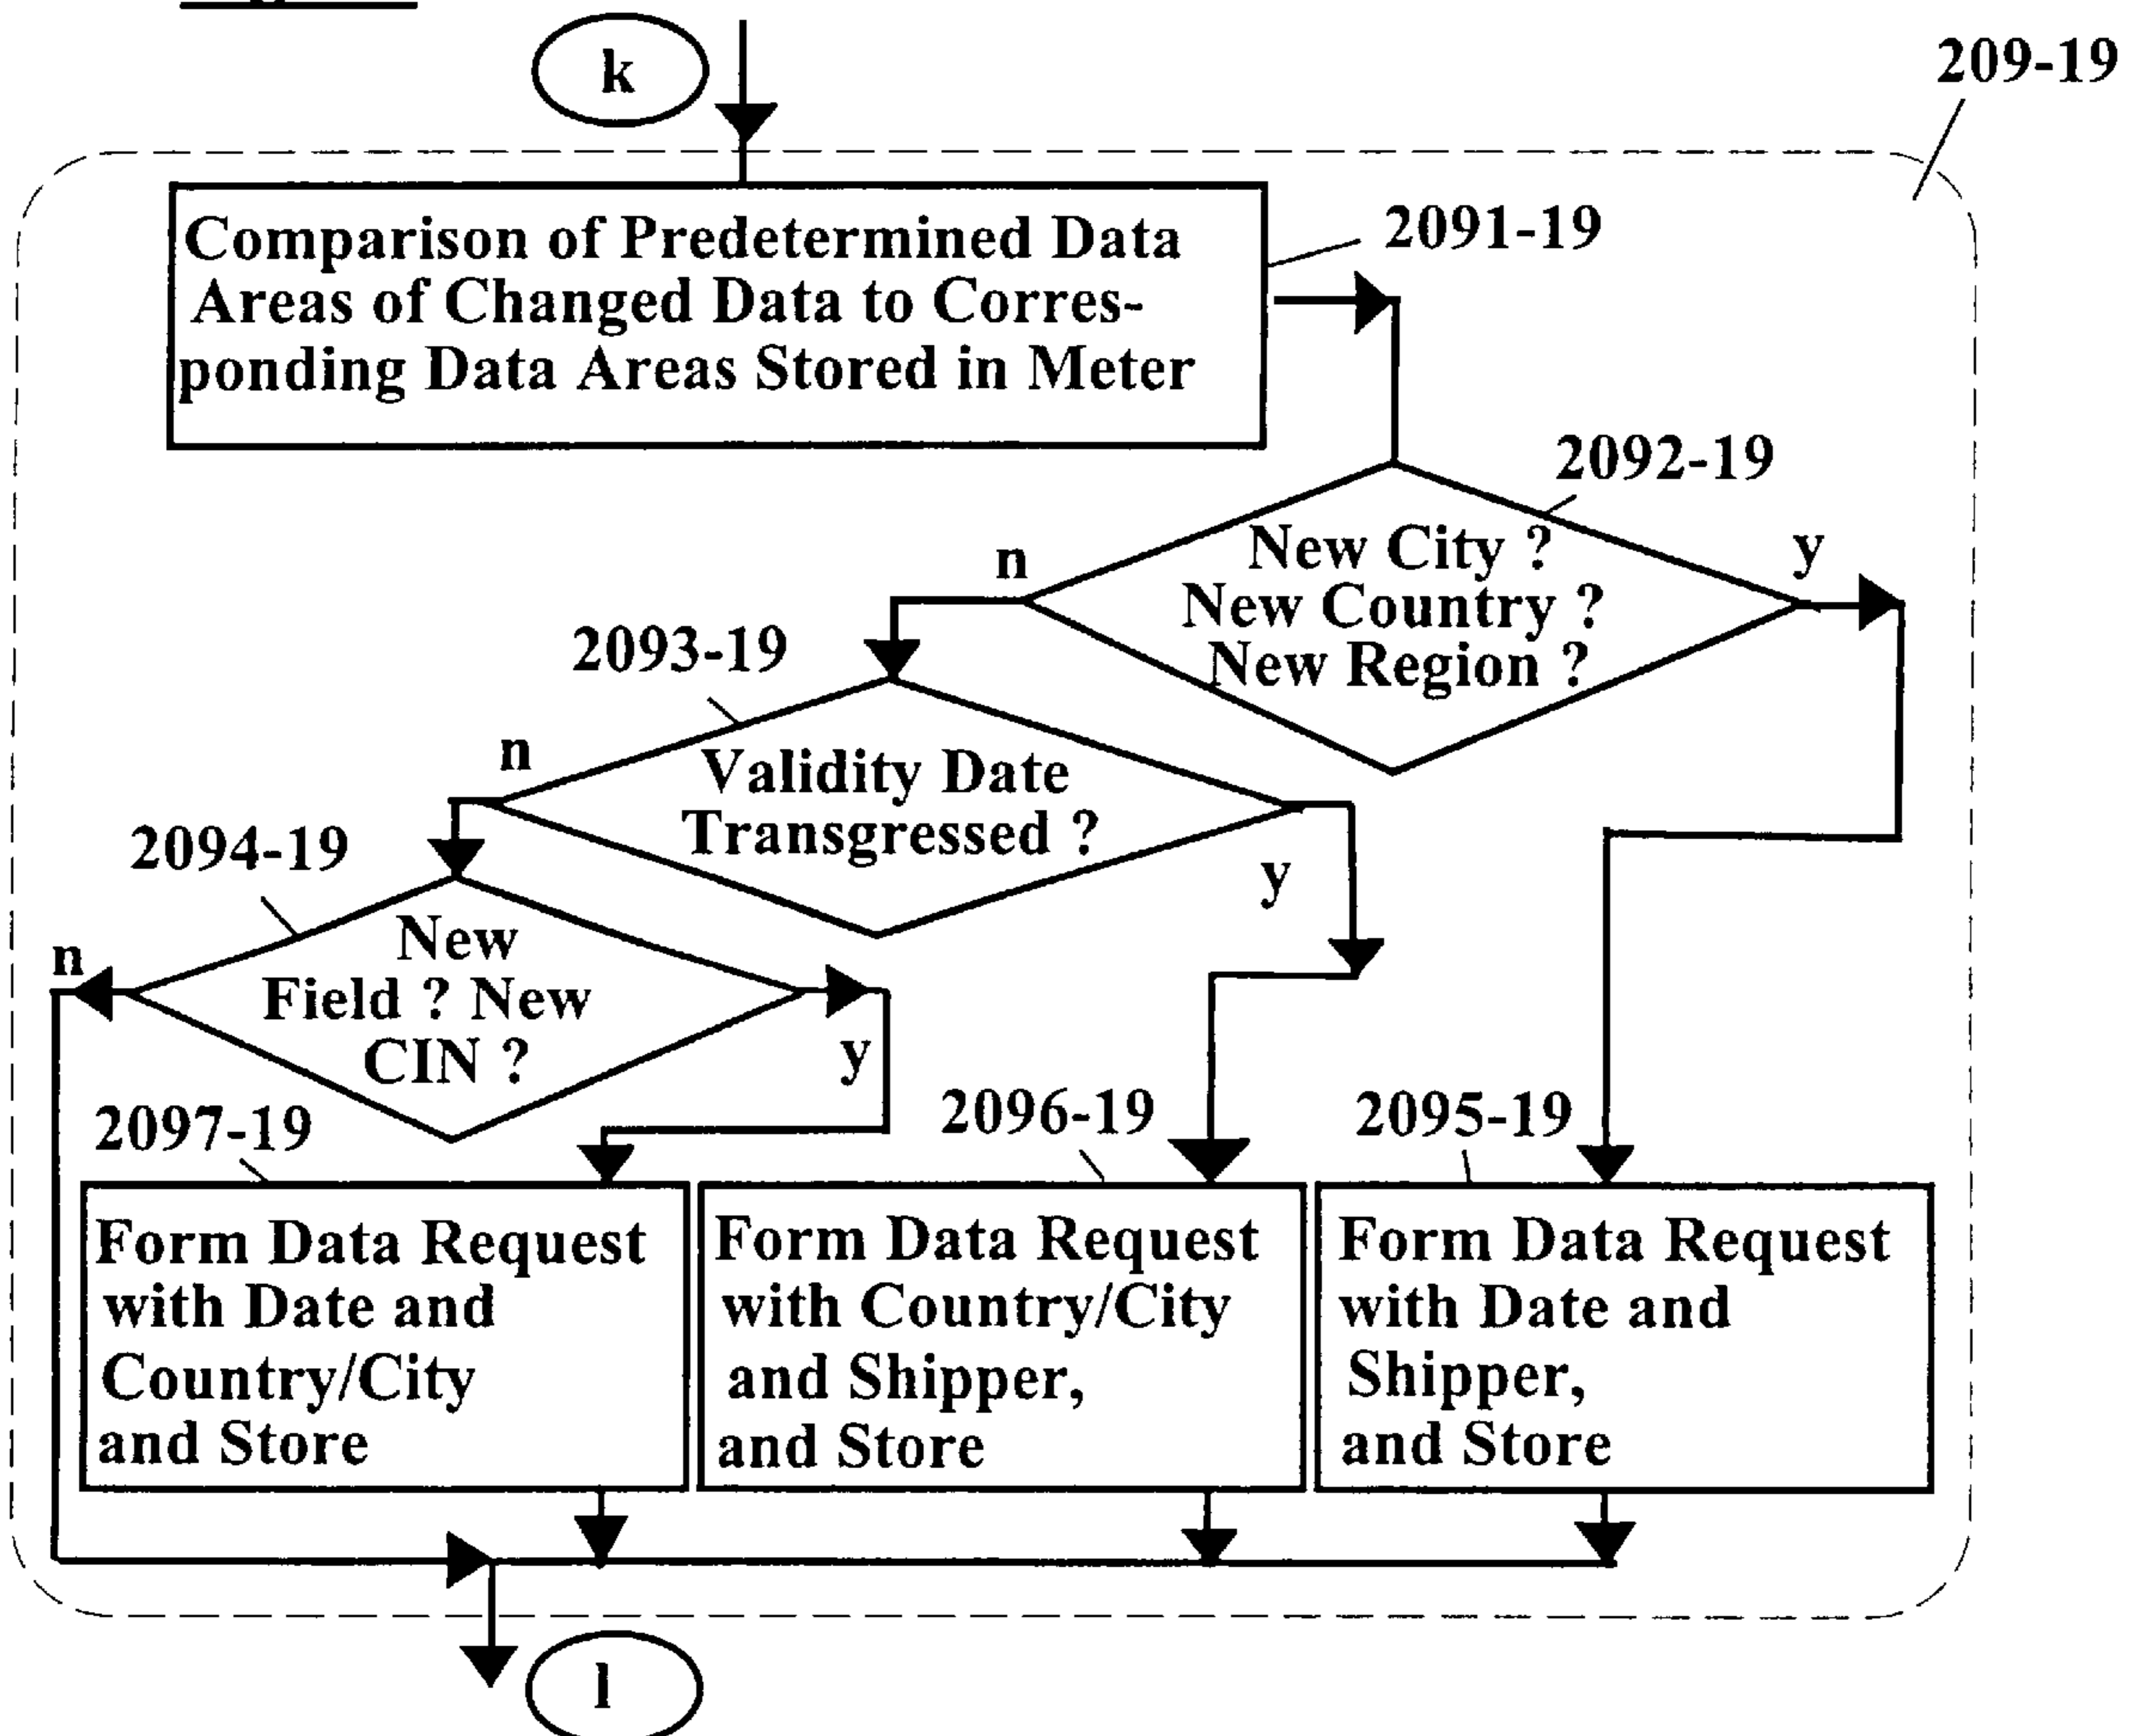 k
209-19
Comparison of Predetermined Data
Areas of Changed Data to Corres-
ponding Data Areas Stored in Meter
2091-19
2092-19
New City ?
New Country ?
New Region ?
n
y
2093-19
Validity Date
Transgressed ?
n
y
2094-19
New
Field ? New
CIN ?
n
y
2097-19
2096-19
2095-19
Form Data Request
with Date and
Country/City
and Store
Form Data Request
with Country/City
and Shipper,
and Store
Form Data Request
with Date and
Shipper,
and Store
l